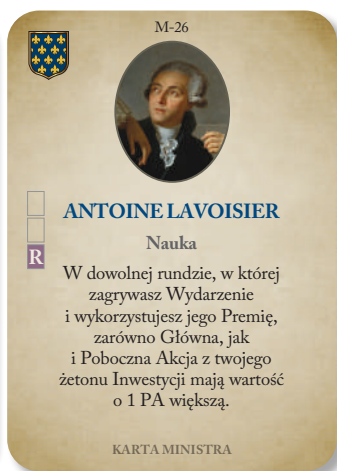 M-26
ANTOINE LAVOISIER
Nauka
R
W dowolnej rundzie, w której
zagrywasz Wydarzenie
i wykorzystujesz jego Premię,
zarówno Główna, jak
i Poboczna Akcja z twojego
żetonu Inwestycji mają wartość
o 1 PA większą.
KARTA MINISTRA